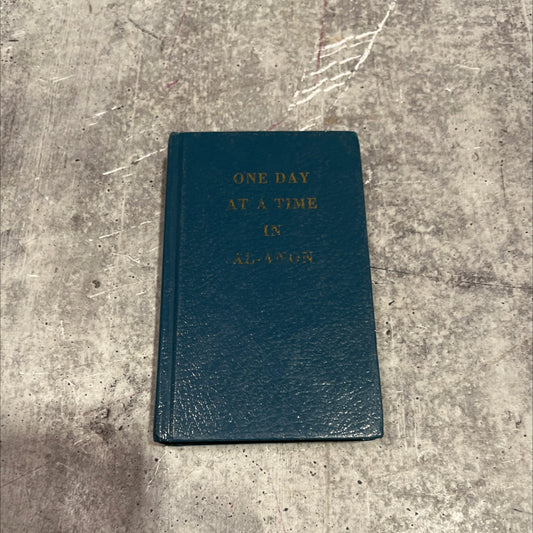 ONE DAY
AT A TIME
IN
AL-ANON